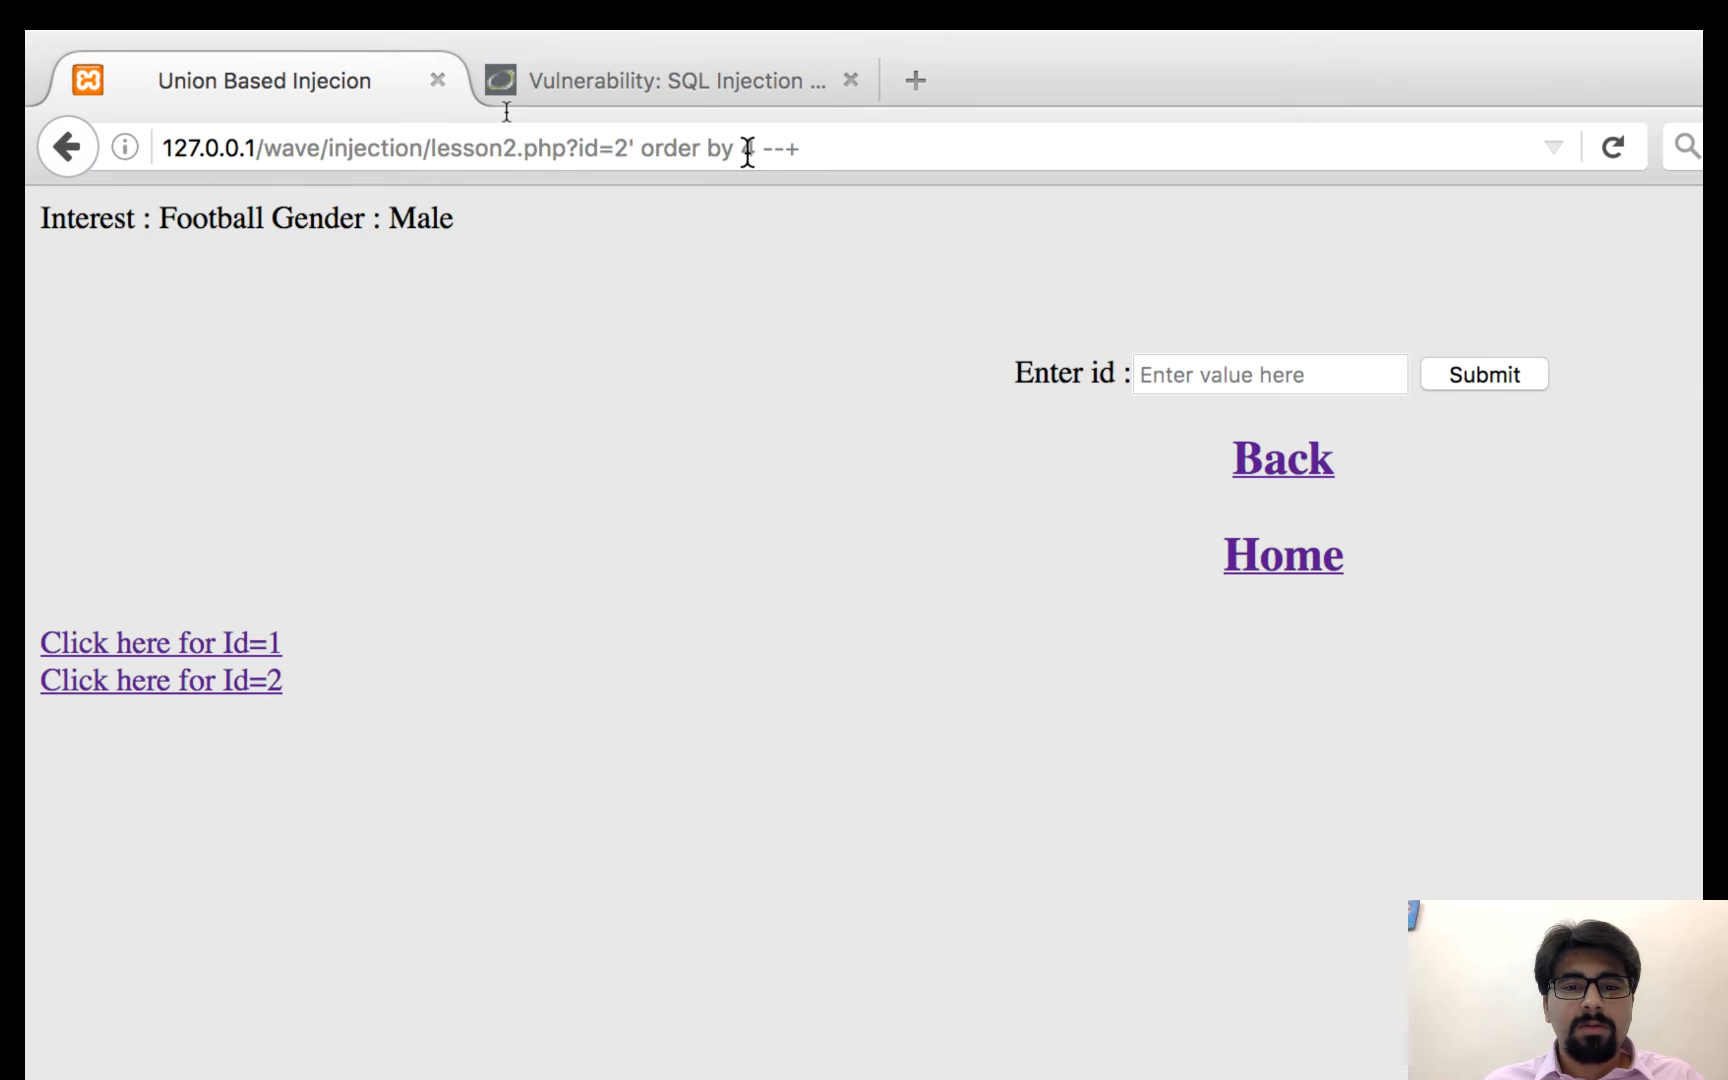 Union Based Injecion
Vulnerability: SQL Injection ...
127.0.0.1/wave/injection/lesson2.php?id=2' order by --+
Interest : Football Gender : Male
Enter id : Enter value here Submit
Back
Home
Click here for Id=1
Click here for Id=2